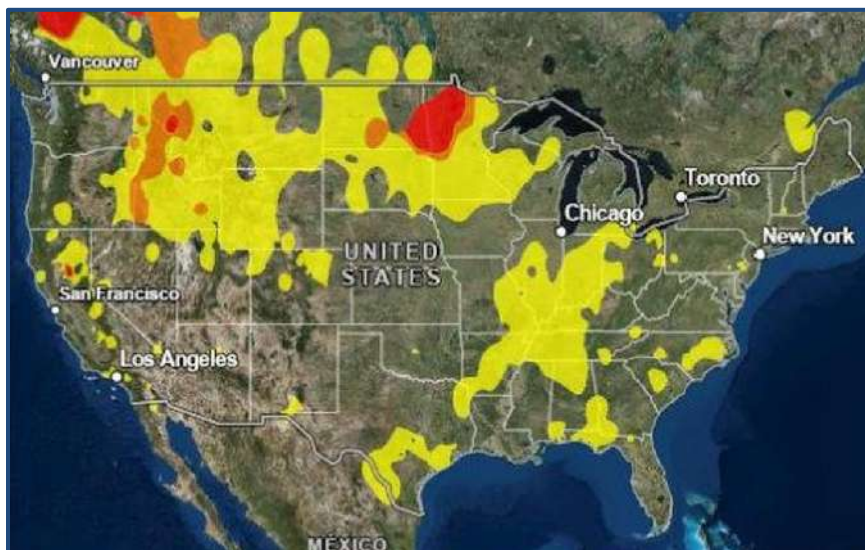 Vancouver
Toronto
Chicago
New York
UNITED
STATES
San Francisco
Los Angeles
MÉXICO